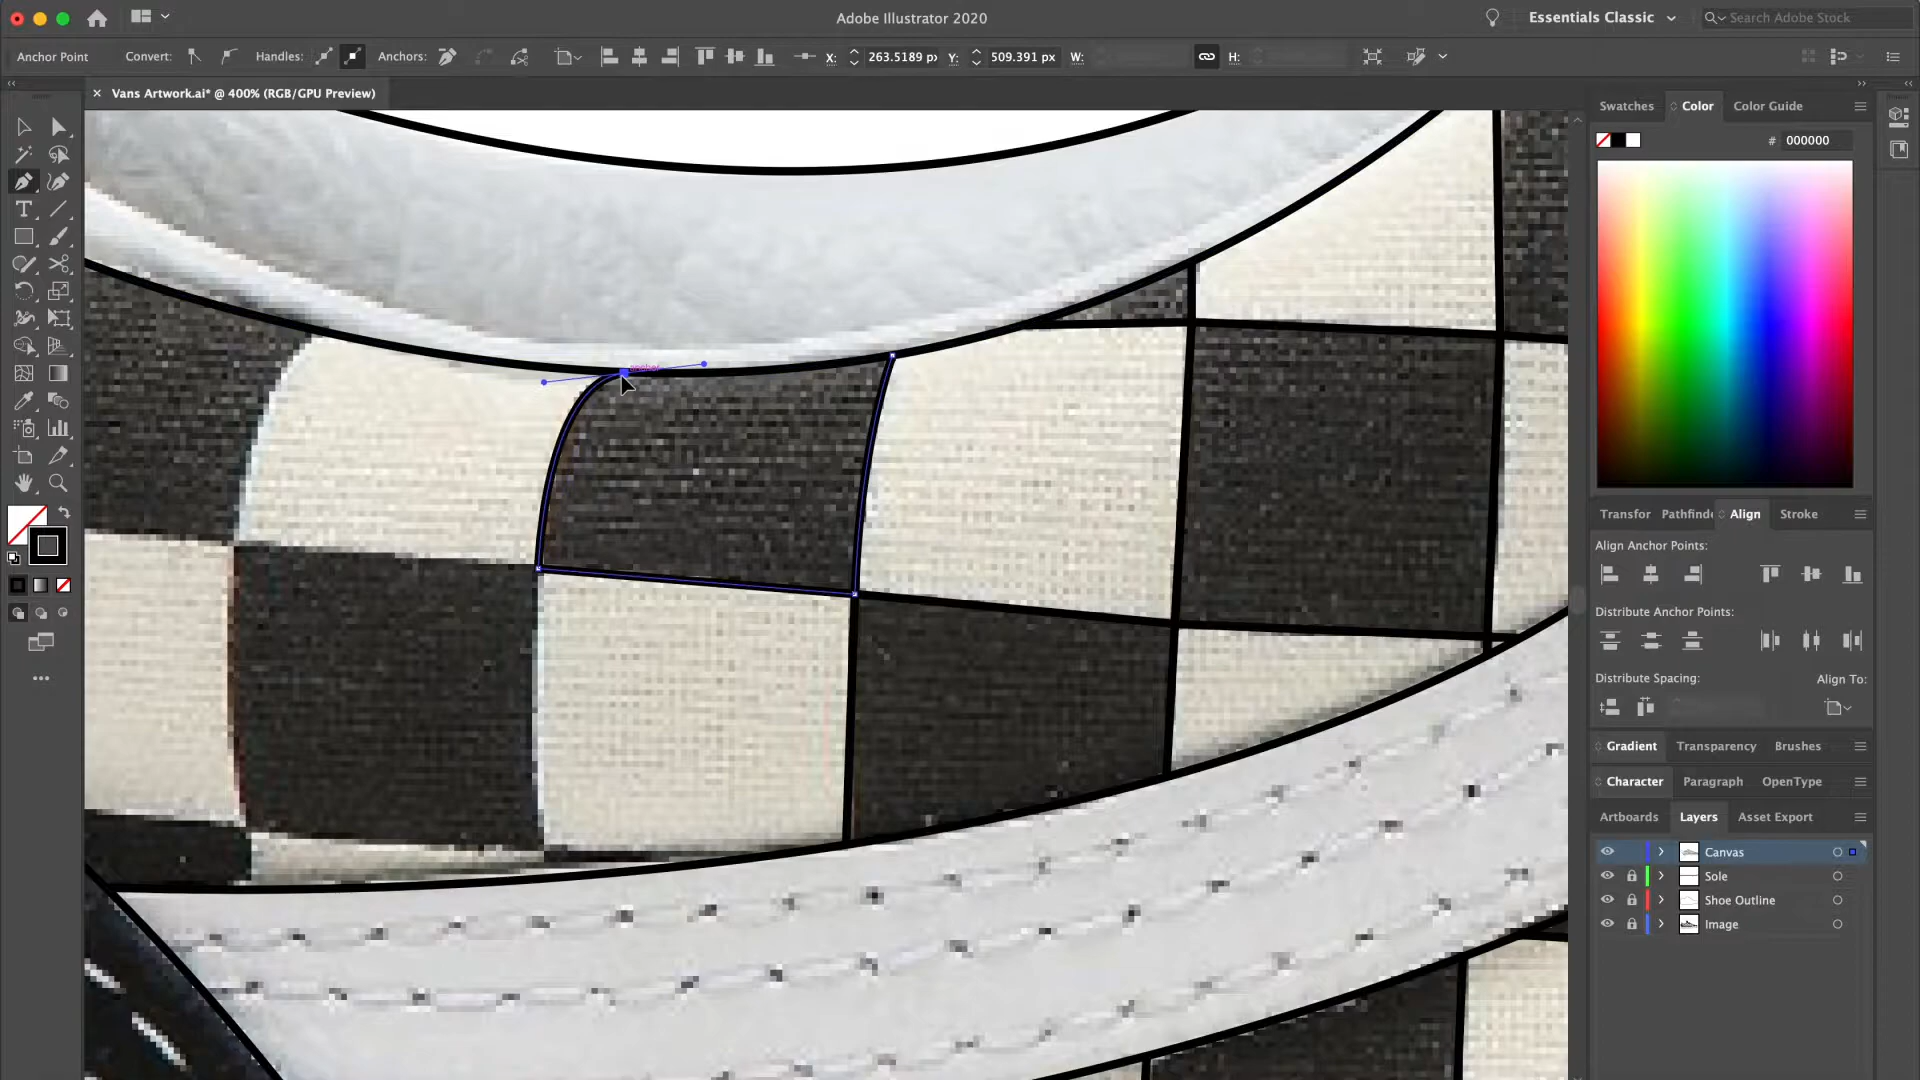 Adobe Illustrator 2020
Essentials Classic
Search Adobe Stock
Anchor Point
Convert:
Handles:
Anchors:
X:
263.5189 px
Y:
509.391 px
W:
H:
× Vans Artwork.ai* @ 400% (RGB/GPU Preview)
Swatches
Color
Color Guide
# 000000
anchor
Transfor
Pathfinde
Align
Stroke
Align Anchor Points:
Distribute Anchor Points:
Distribute Spacing:
Align To:
Gradient
Transparency
Brushes
Character
Paragraph
OpenType
Artboards
Layers
Asset Export
Canvas
Sole
Shoe Outline
Image